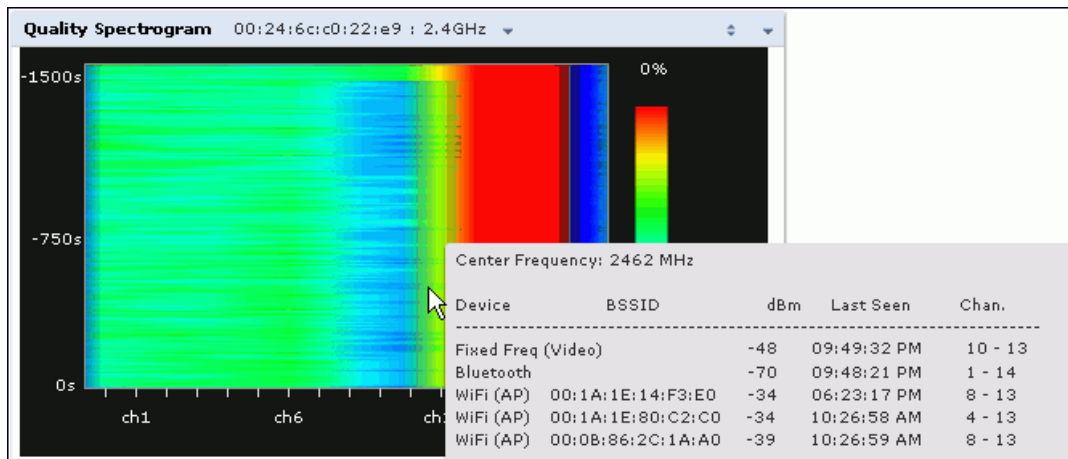 Quality Spectrogram 00:24:6c:c0:22:e9 : 2.4GHz
-1500s
0%
-750s
0s
ch1 ch6
Center Frequency: 2462 MHz
Device BSSID dBm Last Seen Chan.
Fixed Freq (Video) -48 09:49:32 PM 10 - 13
Bluetooth -70 09:48:21 PM 1 - 14
WiFi (AP) 00:1A:1E:14:F3:E0 -34 06:23:17 PM 8 - 13
WiFi (AP) 00:1A:1E:80:C2:C0 -34 10:26:58 AM 4 - 13
WiFi (AP) 00:0B:86:2C:1A:A0 -39 10:26:59 AM 8 - 13